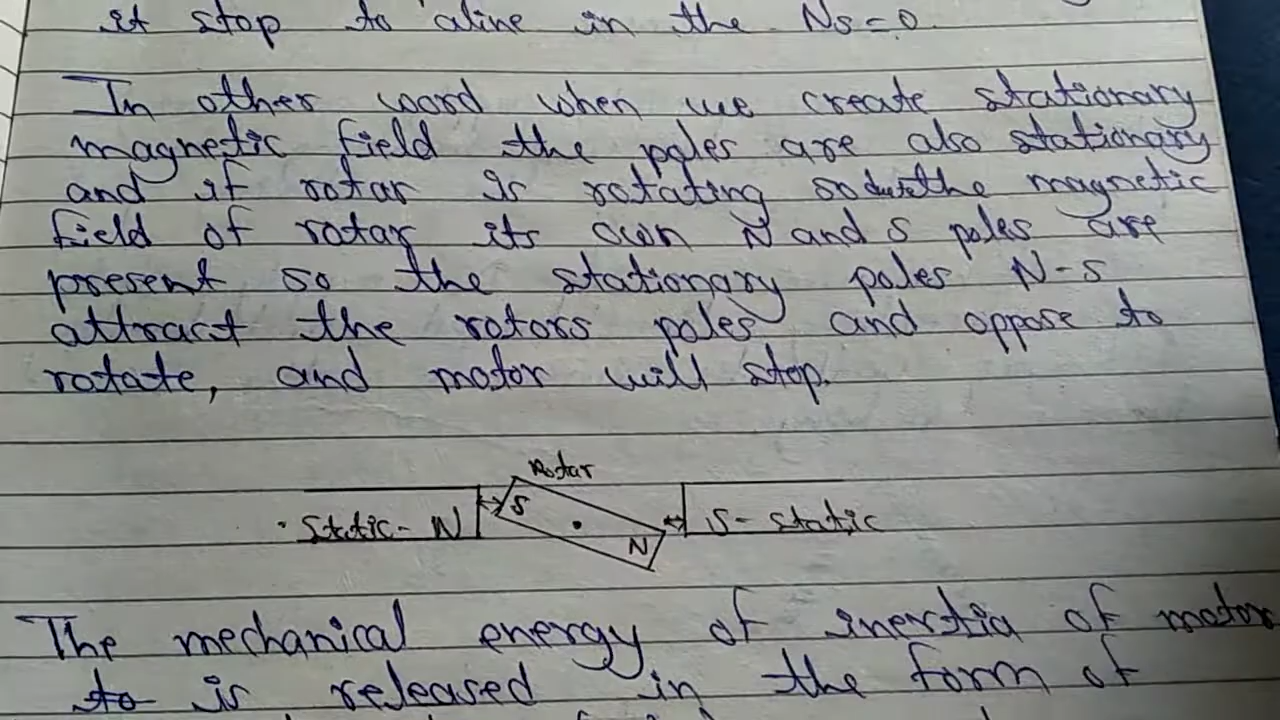 it stop to aline in the Ns=0.
In other word when we create stationary
magnetic field the poles are also stationary
and if rotar is rotating so due the magnetic
field of rotar its own N and S poles are
present so the stationary poles N-S
attract the rotors poles and oppose to
rotate, and motor will stop.
Rotar
Static-N S N S-static
The mechanical energy of inertia of motor
to is released in the form of